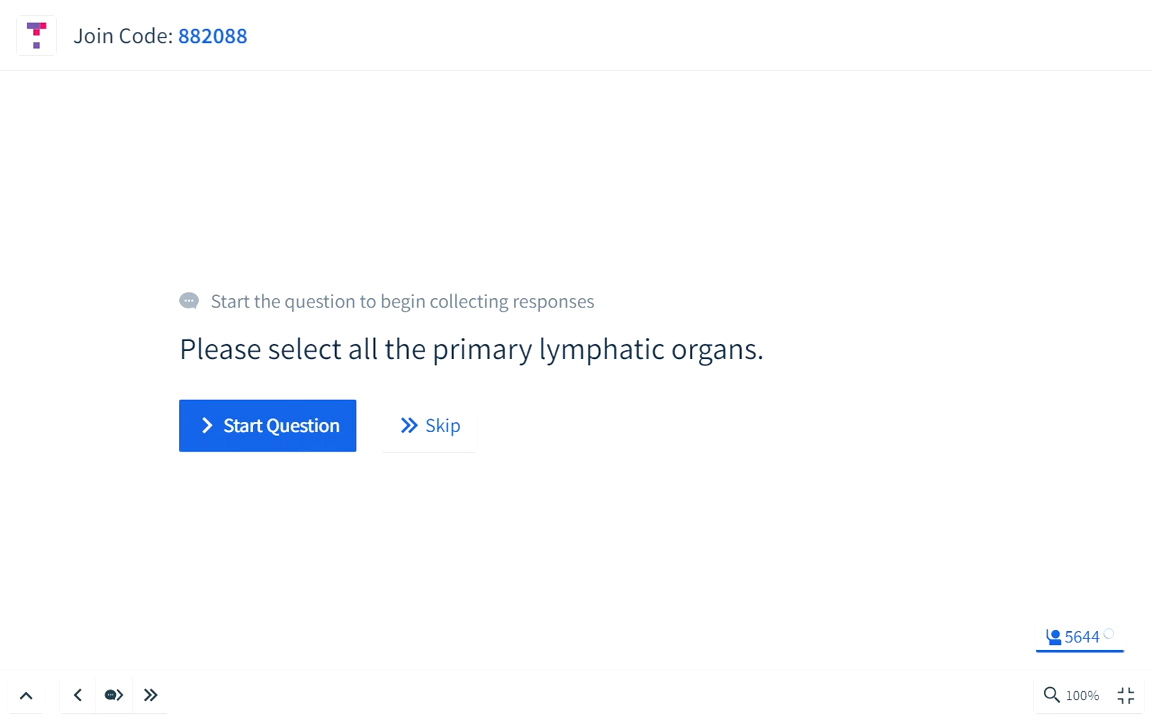 Join Code: 882088
Start the question to begin collecting responses
Please select all the primary lymphatic organs.
Start Question
Skip
5644
100%